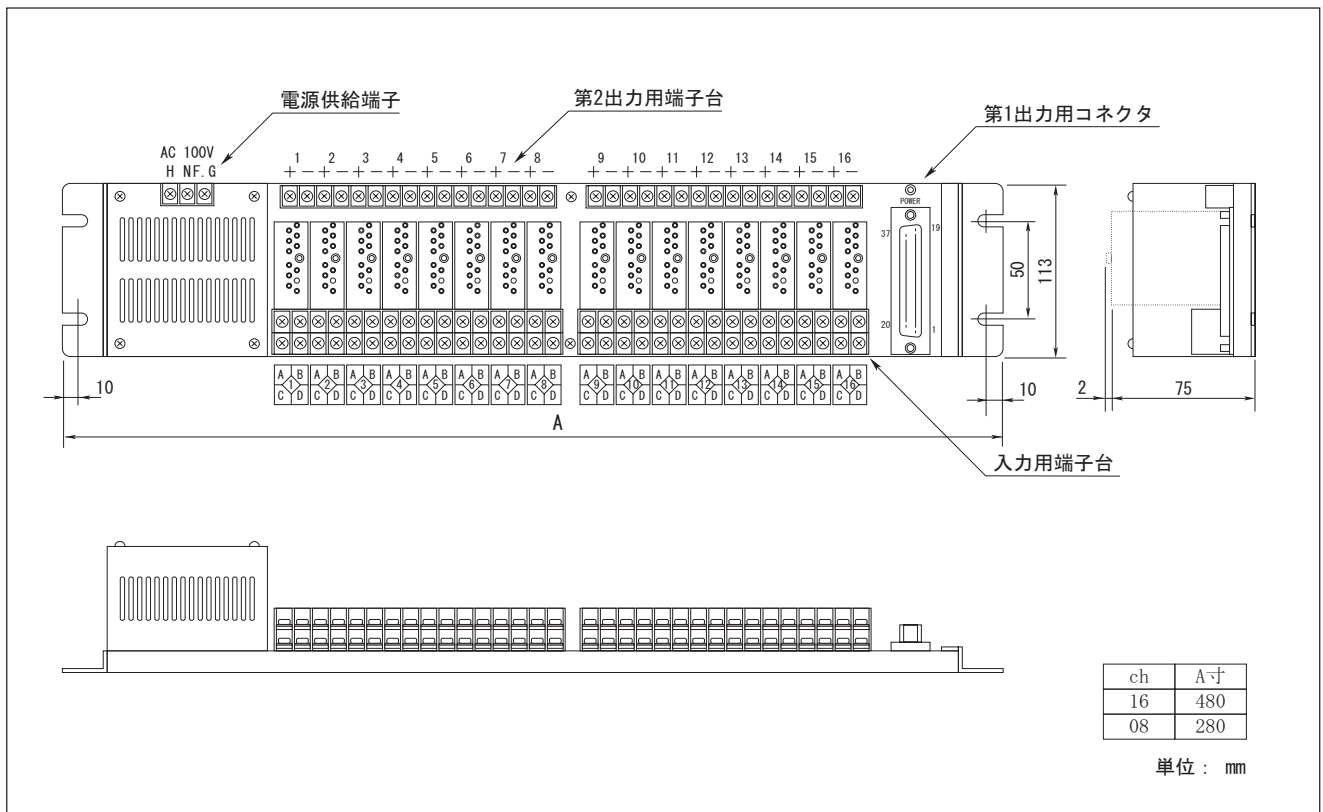 電源供給端子
第2出力用端子台
第1出力用コネクタ
AC 100V
H NF.G
1 2 3 4 5 6 7 8 9 10 11 12 13 14 15 16
+ - + - + - + - + - + - + - + - + - + - + - + - + - + - + - + -
POWER
37 19
20 1
50
113
A B A B A B A B A B A B A B A B A B A B A B A B A B A B A B A B
1 2 3 4 5 6 7 8 9 10 11 12 13 14 15 16
C D C D C D C D C D C D C D C D C D C D C D C D C D C D C D C D
10
10
2
75
A
入力用端子台
ch A寸
16 480
08 280
単位： mm